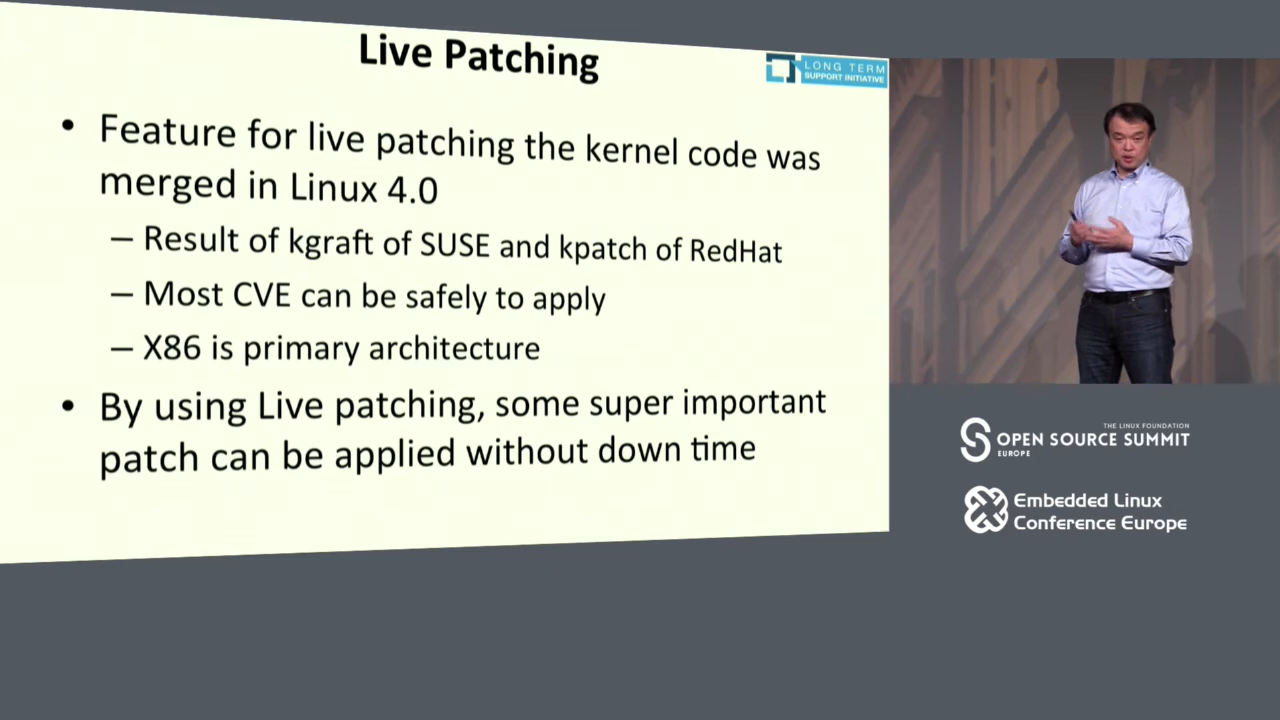 Live Patching
LONG TERM
SUPPORT INITIATIVE
• Feature for live patching the kernel code was
merged in Linux 4.0
– Result of kgraft of SUSE and kpatch of RedHat
– Most CVE can be safely to apply
– X86 is primary architecture
• By using Live patching, some super important
patch can be applied without down time
THE LINUX FOUNDATION
OPEN SOURCE SUMMIT
EUROPE
Embedded Linux
Conference Europe